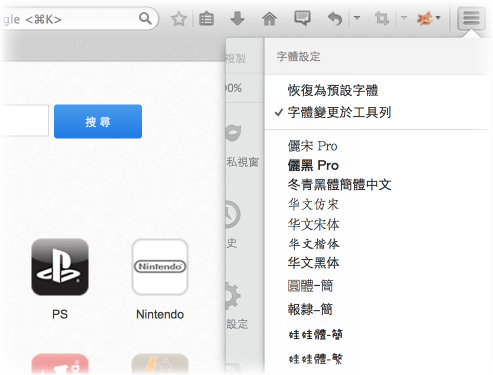 gle <⌘K>
搜 尋
PS
Nintendo
Nintendo
複製
00%
私視窗
史
設定
字體設定
恢復為預設字體
✓ 字體變更於工具列
儷宋 Pro
儷黑 Pro
冬青黑體簡體中文
华文仿宋
华文宋体
华文楷体
华文黑体
圓體-簡
報隸-簡
娃娃體-簡
娃娃體-繁